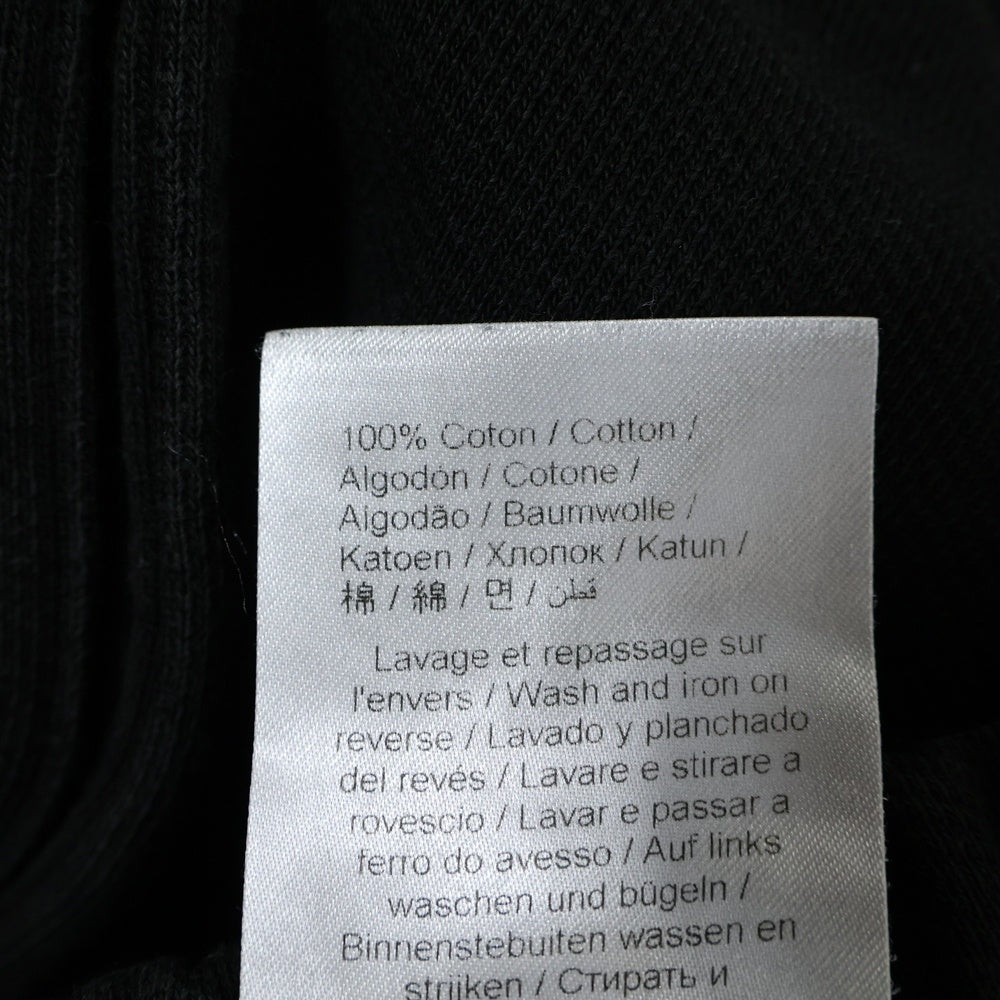 100% Coton / Cotton /
Algodón / Cotone /
Algodão / Baumwolle /
Katoen / Хлопок / Katun /
棉 / 綿 / 면 / قطن
Lavage et repassage sur
l'envers / Wash and iron on
reverse / Lavado y planchado
del revés / Lavare e stirare a
rovescio / Lavar e passar a
ferro do avesso / Auf links
waschen und bügeln /
Binnenstebuiten wassen en
strijken / Стирать и